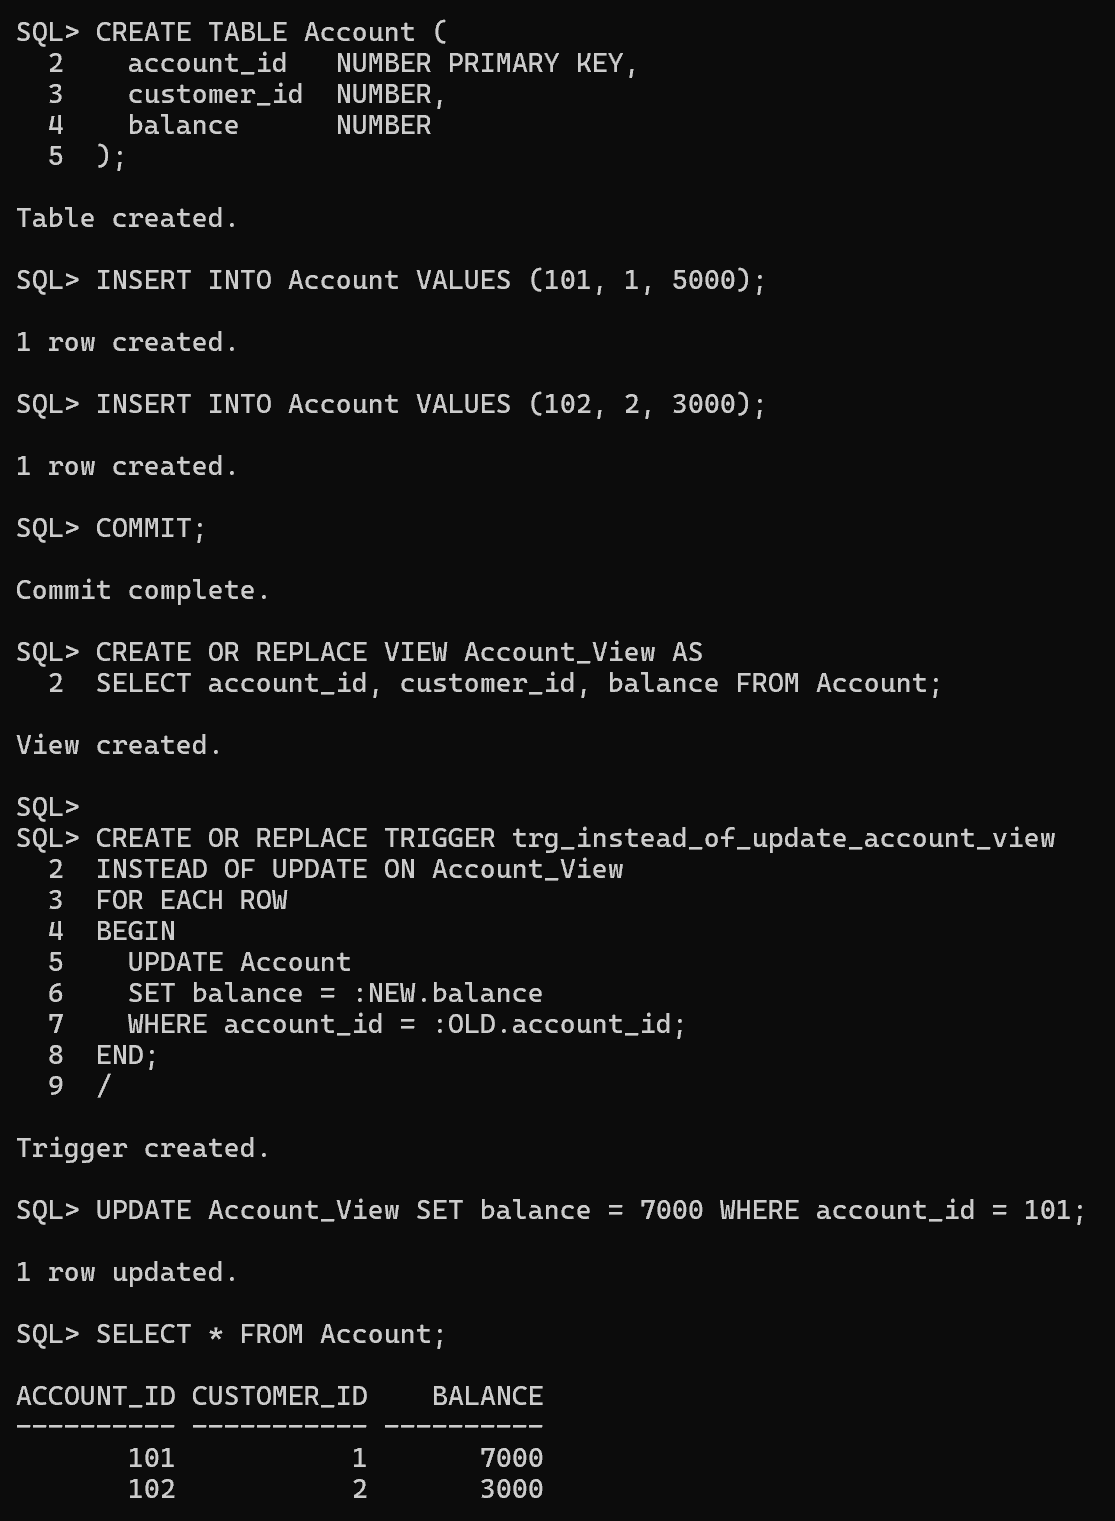 SQL> CREATE TABLE Account (
  2    account_id   NUMBER PRIMARY KEY,
  3    customer_id  NUMBER,
  4    balance      NUMBER
  5  );
Table created.
SQL> INSERT INTO Account VALUES (101, 1, 5000);
1 row created.
SQL> INSERT INTO Account VALUES (102, 2, 3000);
1 row created.
SQL> COMMIT;
Commit complete.
SQL> CREATE OR REPLACE VIEW Account_View AS
  2  SELECT account_id, customer_id, balance FROM Account;
View created.
SQL>
SQL> CREATE OR REPLACE TRIGGER trg_instead_of_update_account_view
  2  INSTEAD OF UPDATE ON Account_View
  3  FOR EACH ROW
  4  BEGIN
  5    UPDATE Account
  6    SET balance = :NEW.balance
  7    WHERE account_id = :OLD.account_id;
  8  END;
  9  /
Trigger created.
SQL> UPDATE Account_View SET balance = 7000 WHERE account_id = 101;
1 row updated.
SQL> SELECT * FROM Account;
ACCOUNT_ID CUSTOMER_ID    BALANCE
---------- ----------- ----------
       101           1       7000
       102           2       3000